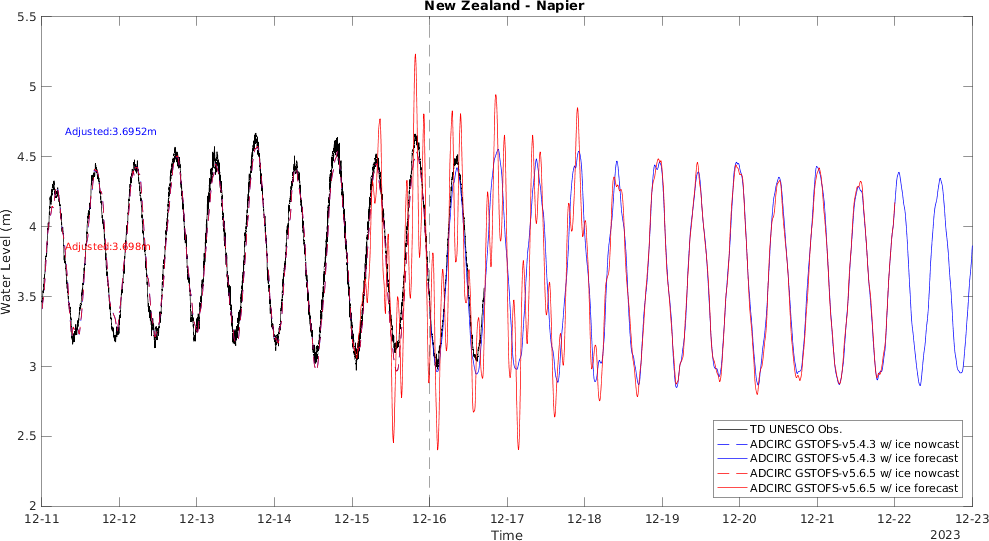 New Zealand - Napier
5.5
5
4.5
4
3.5
3
2.5
2
Water Level (m)
Adjusted:3.6952m
Adjusted:3.698m
TD UNESCO Obs.
ADCIRC GSTOFS-v5.4.3 w/ ice nowcast
ADCIRC GSTOFS-v5.4.3 w/ ice forecast
ADCIRC GSTOFS-v5.6.5 w/ ice nowcast
ADCIRC GSTOFS-v5.6.5 w/ ice forecast
12-11 12-12 12-13 12-14 12-15 12-16 12-17 12-18 12-19 12-20 12-21 12-22 12-23
Time
2023